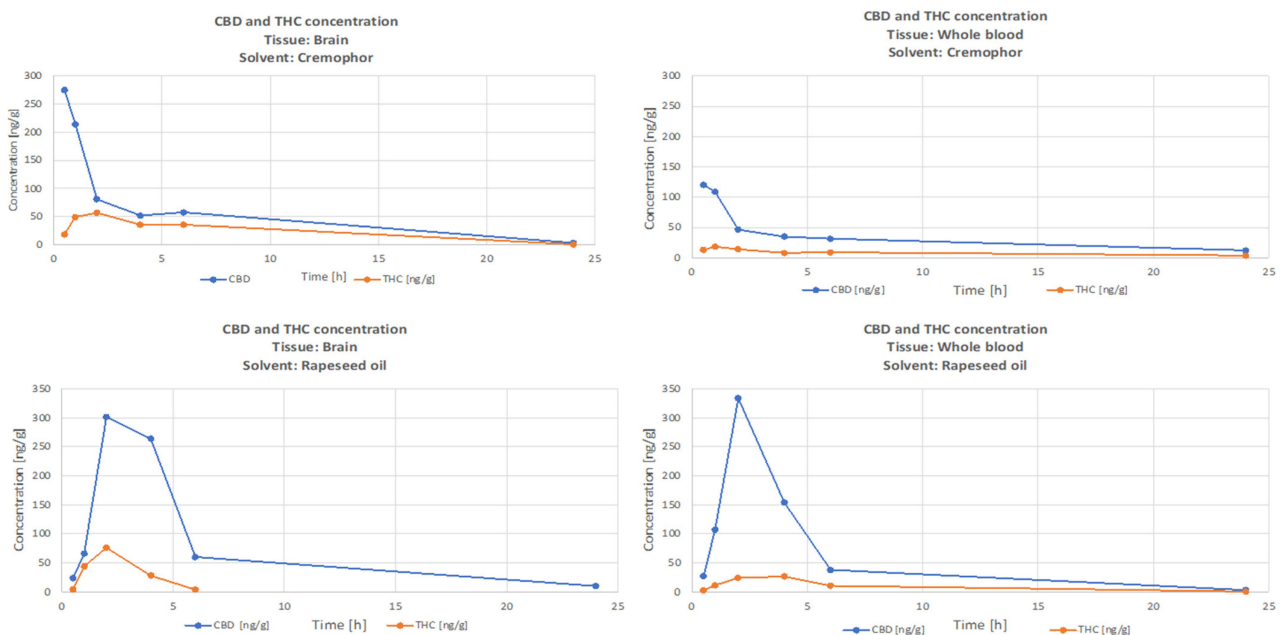 CBD and THC concentration
Tissue: Brain
Solvent: Cremophor
Concentration [ng/g]
300
250
200
150
100
50
0
0 5 10 15 20 25
Time [h]
CBD THC [ng/g]
CBD and THC concentration
Tissue: Whole blood
Solvent: Cremophor
Concentration [ng/g]
300
250
200
150
100
50
0
0 5 10 15 20 25
CBD [ng/g] Time [h] THC [ng/g]
CBD and THC concentration
Tissue: Brain
Solvent: Rapeseed oil
Concentration [ng/g]
350
300
250
200
150
100
50
0
0 5 10 15 20 25
CBD [ng/g] Time [h] THC [ng/g]
CBD and THC concentration
Tissue: Whole blood
Solvent: Rapeseed oil
Concentration [ng/g]
350
300
250
200
150
100
50
0
0 5 10 15 20 25
CBD [ng/g] Time [h] THC [ng/g]